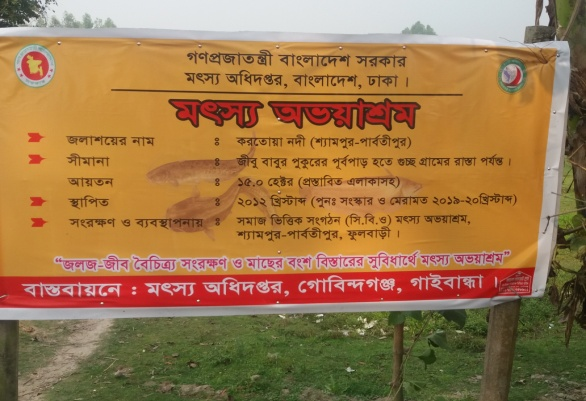 গণপ্রজাতন্ত্রী বাংলাদেশ সরকার
মৎস্য অধিদপ্তর, বাংলাদেশ, ঢাকা ।
মৎস্য অভয়াশ্রম
জলাশয়ের নাম : করতোয়া নদী (শ্যামপুর-পার্বতীপুর)
সীমানা : জীবু বাবুর পুকুরের পূর্বপাড় হতে গুচ্ছ গ্রামের রাস্তা পর্যন্ত ।
আয়তন : ১৫.০ হেক্টর (প্রস্তাবিত এলাকাসহ)
স্থাপিত : ২০১২ খ্রিস্তাব্দ (পুনঃ সংস্কার ও মেরামত ২০১৯-২০খ্রিস্তাব্দ)
সংরক্ষণ ও ব্যবস্থাপনায় : সমাজ ভিত্তিক সংগঠন (সি.বি.ও) মৎস্য অভয়াশ্রম,
শ্যামপুর-পার্বতীপুর, ফুলবাড়ী ।
“জলজ-জীব বৈচিত্র্য সংরক্ষণ ও মাছের বংশ বিস্তারের সুবিধার্থে মৎস্য অভয়াশ্রম”
বাস্তবায়নে : মৎস্য অধিদপ্তর, গোবিন্দগঞ্জ, গাইবান্ধা ।